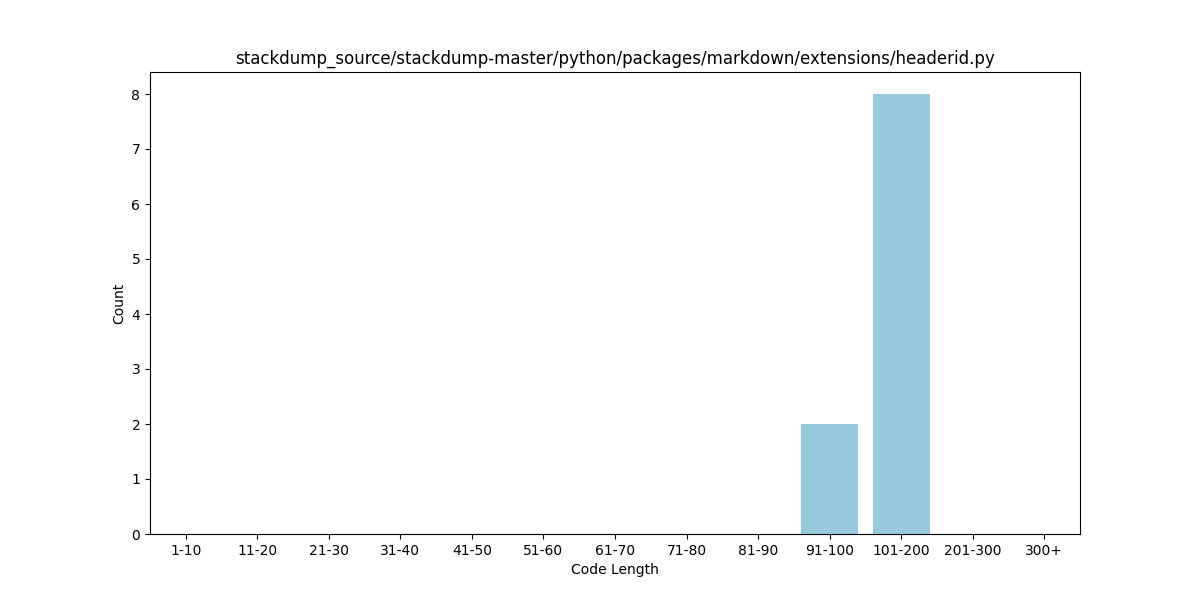 stackdump_source/stackdump-master/python/packages/markdown/extensions/headerid.py
8
7
6
5
4
3
2
1
0
Count
1-10 11-20 21-30 31-40 41-50 51-60 61-70 71-80 81-90 91-100 101-200 201-300 300+
Code Length